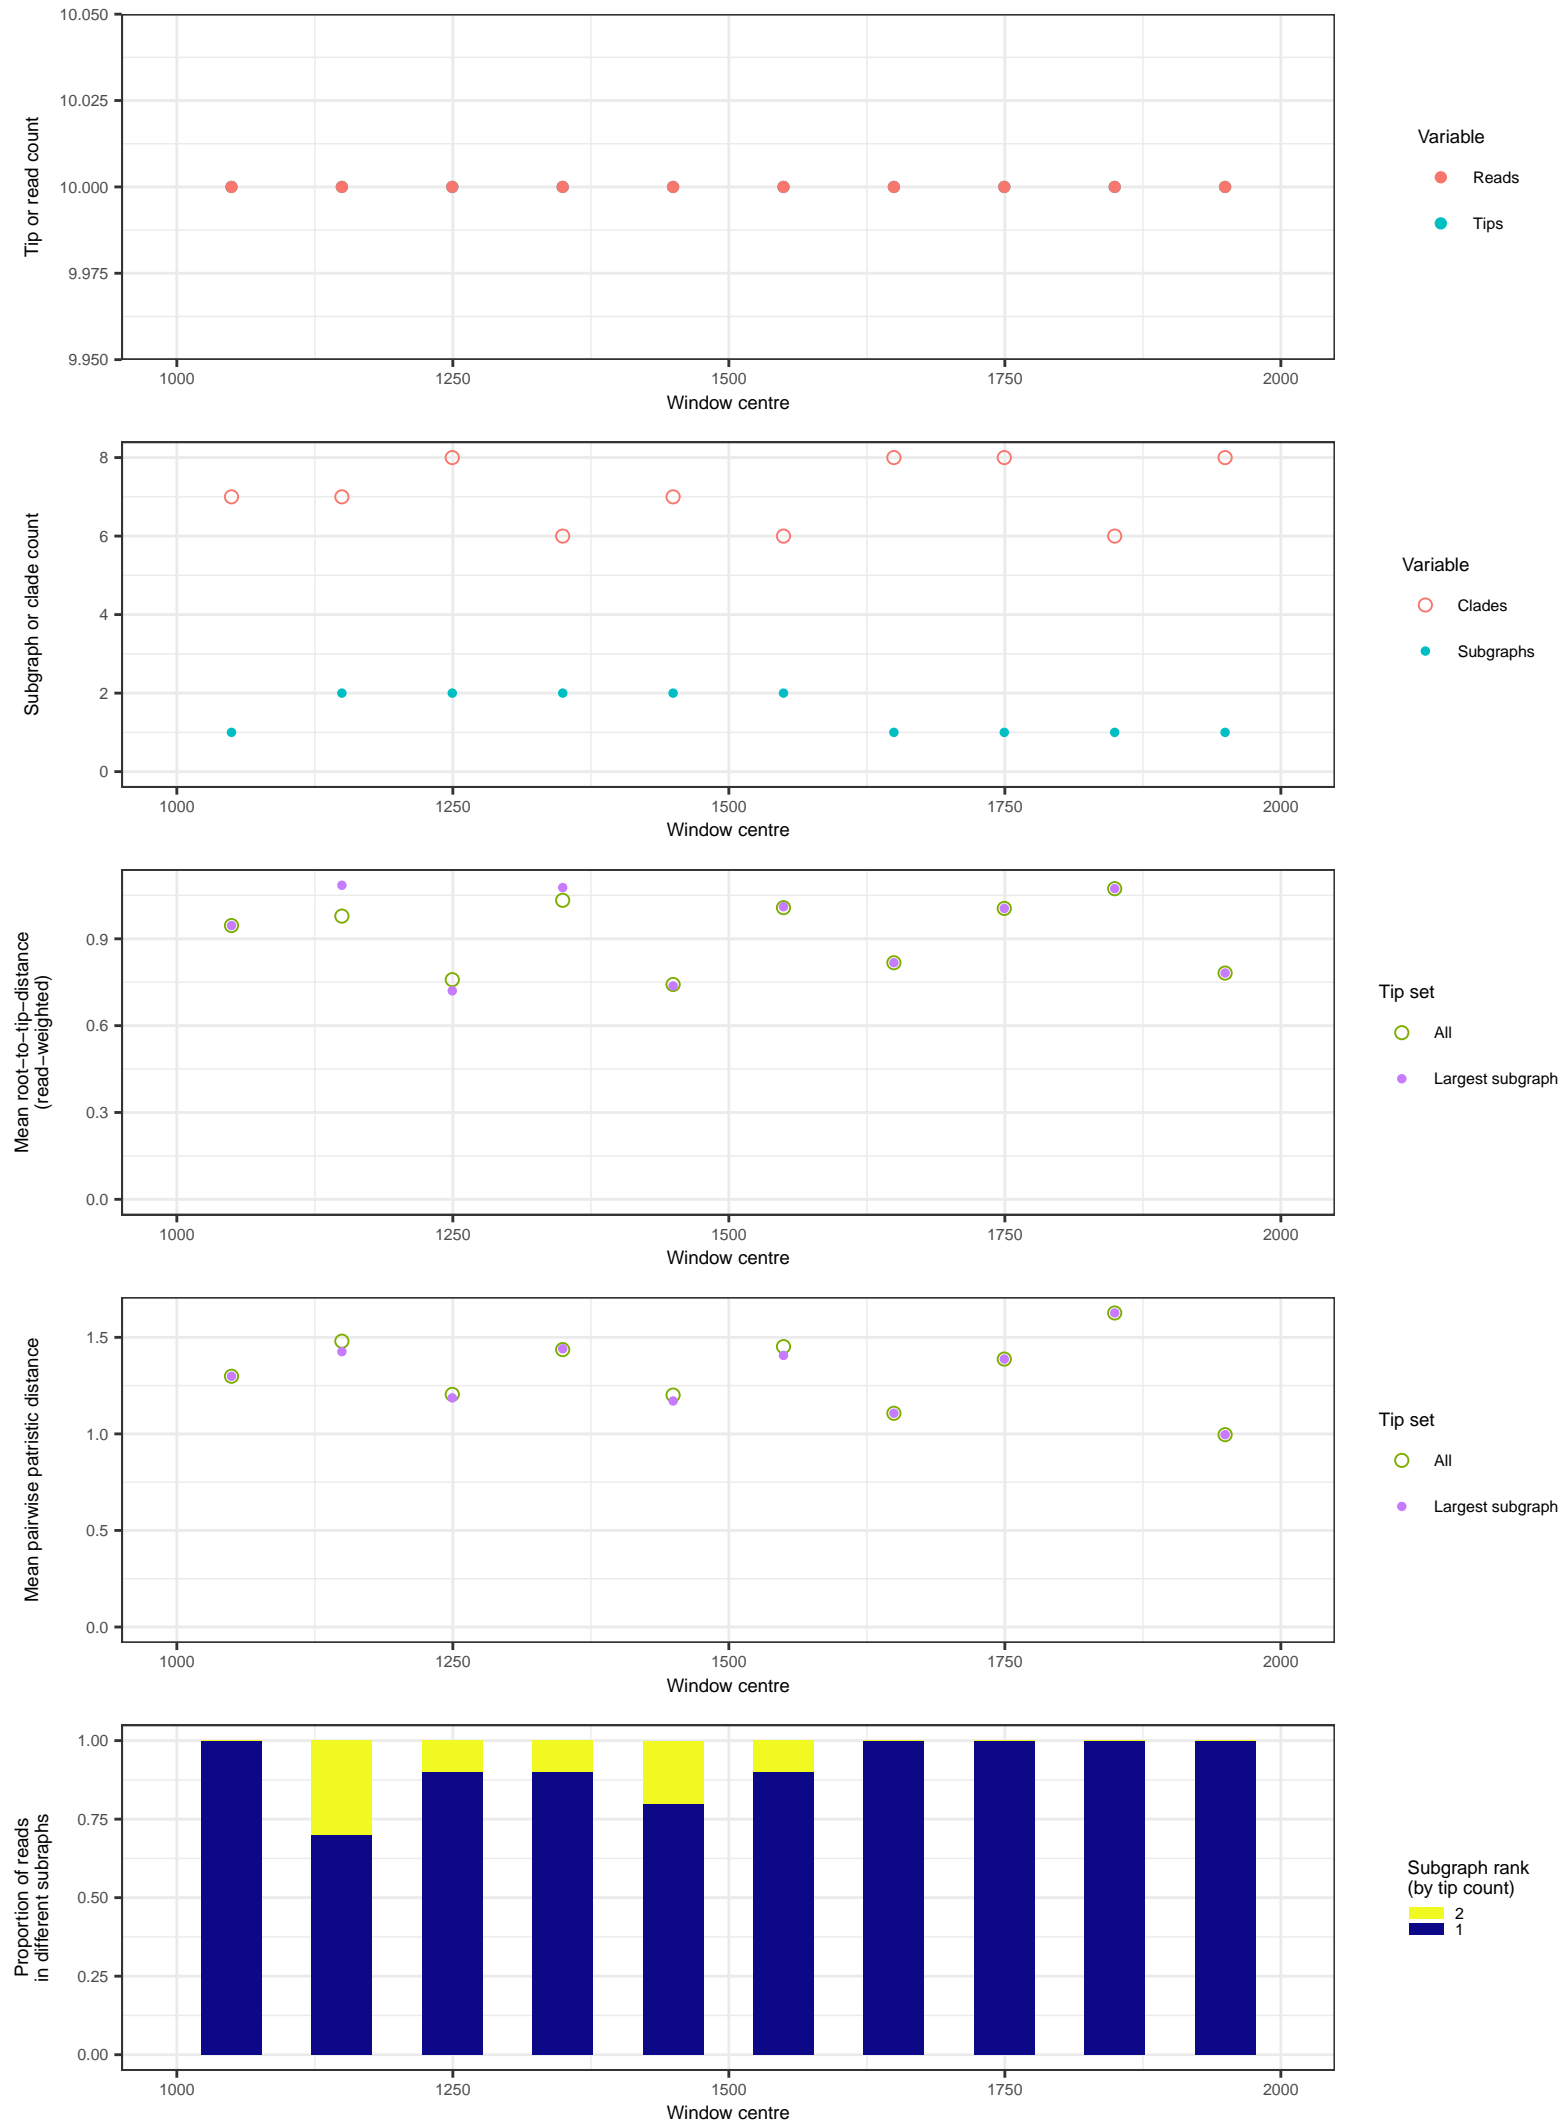 10.050
10.025
10.000
9.975
9.950
Tip or read count
1000 1250 1500 1750 2000
Window centre
Variable
Reads
Tips
8
6
4
2
0
Subgraph or clade count
1000 1250 1500 1750 2000
Window centre
Variable
Clades
Subgraphs
0.9
0.6
0.3
0.0
Mean root−to−tip−distance
(read−weighted)
1000 1250 1500 1750 2000
Window centre
Tip set
All
Largest subgraph
1.5
1.0
0.5
0.0
Mean pairwise patristic distance
1000 1250 1500 1750 2000
Window centre
Tip set
All
Largest subgraph
1.00
0.75
0.50
0.25
0.00
Proportion of reads
in different subraphs
1000 1250 1500 1750 2000
Window centre
Subgraph rank
(by tip count)
2
1